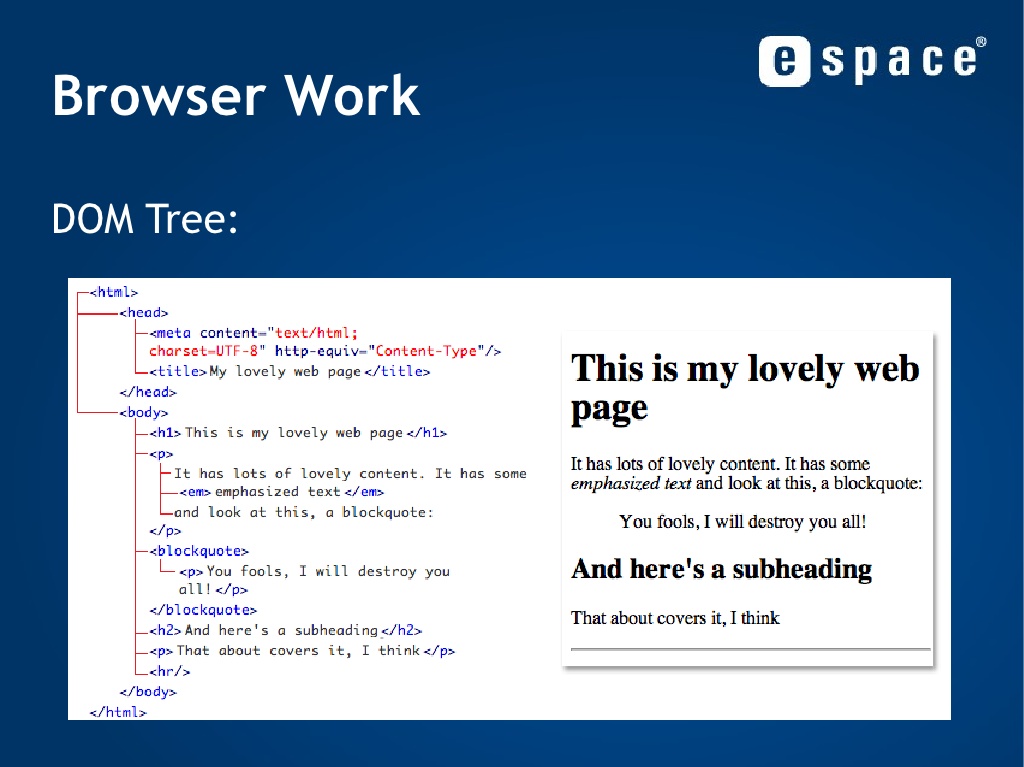 e space®
Browser Work
DOM Tree:
<html>
<head>
<meta content="text/html;
charset=UTF-8" http-equiv="Content-Type"/>
<title>My lovely web page</title>
</head>
<body>
<h1>This is my lovely web page</h1>
<p>
It has lots of lovely content. It has some
<em>emphasized text</em>
and look at this, a blockquote:
</p>
<blockquote>
<p>You fools, I will destroy you
all!</p>
</blockquote>
<h2>And here's a subheading</h2>
<p>That about covers it, I think</p>
<hr/>
</body>
</html>
This is my lovely web
page
It has lots of lovely content. It has some
emphasized text and look at this, a blockquote:
You fools, I will destroy you all!
And here's a subheading
That about covers it, I think